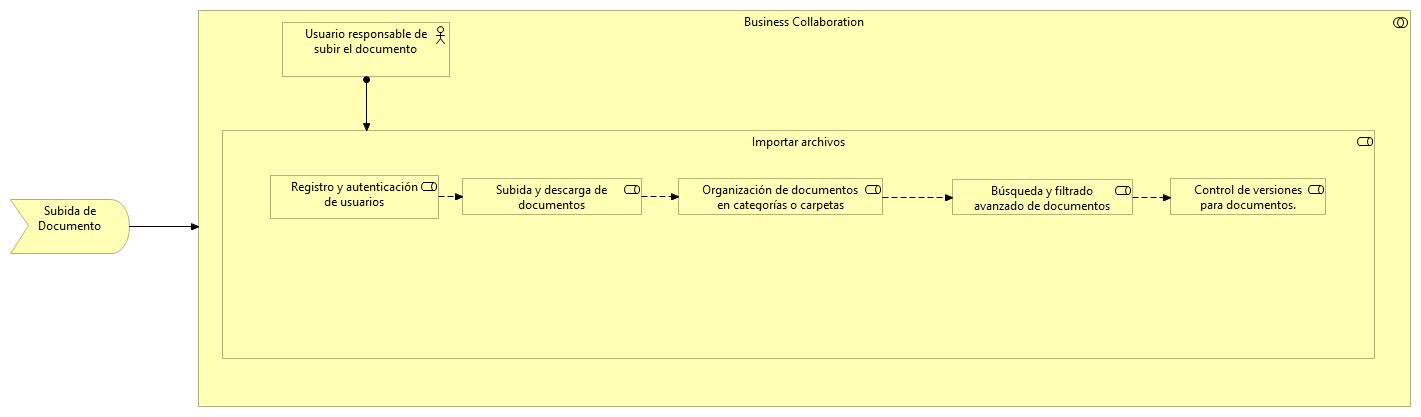 Business Collaboration
Usuario responsable de
subir el documento
Importar archivos
Registro y autenticación
de usuarios
Subida y descarga de
documentos
Organización de documentos
en categorías o carpetas
Búsqueda y filtrado
avanzado de documentos
Control de versiones
para documentos.
Subida de
Documento